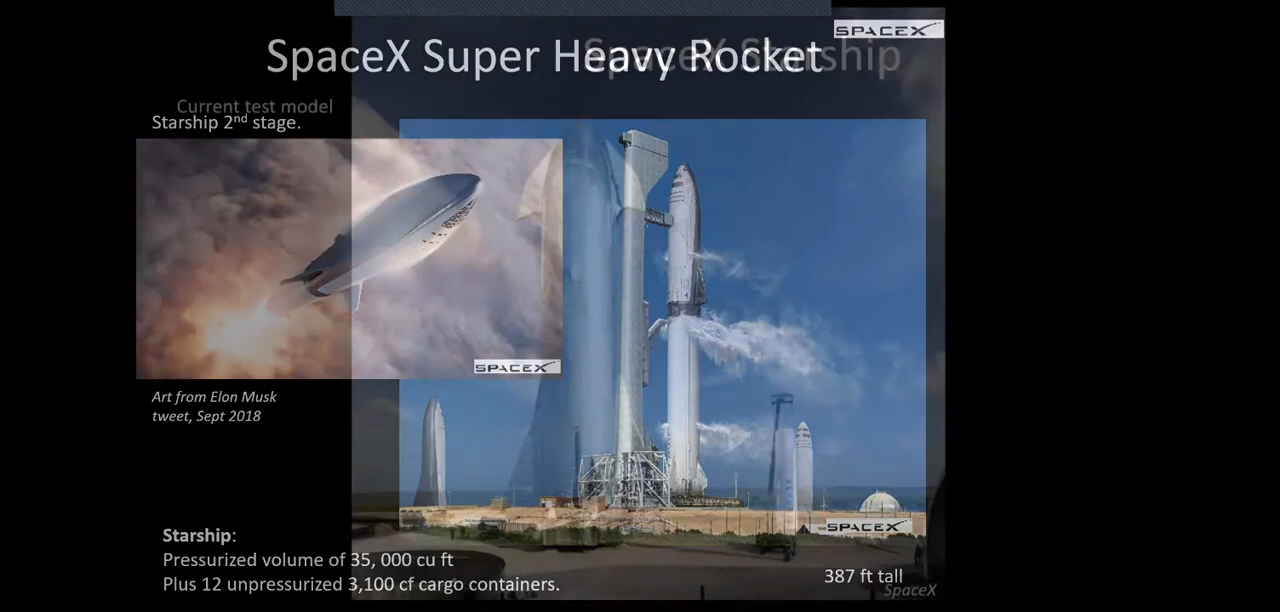 SPACEX
SpaceX Super Heavy Rocket
SpaceX Starship
Current test model
Starship 2nd stage.
SPACEX
Art from Elon Musk
tweet, Sept 2018
SPACEX
Starship:
Pressurized volume of 35, 000 cu ft
Plus 12 unpressurized 3,100 cf cargo containers.
387 ft tall
SpaceX